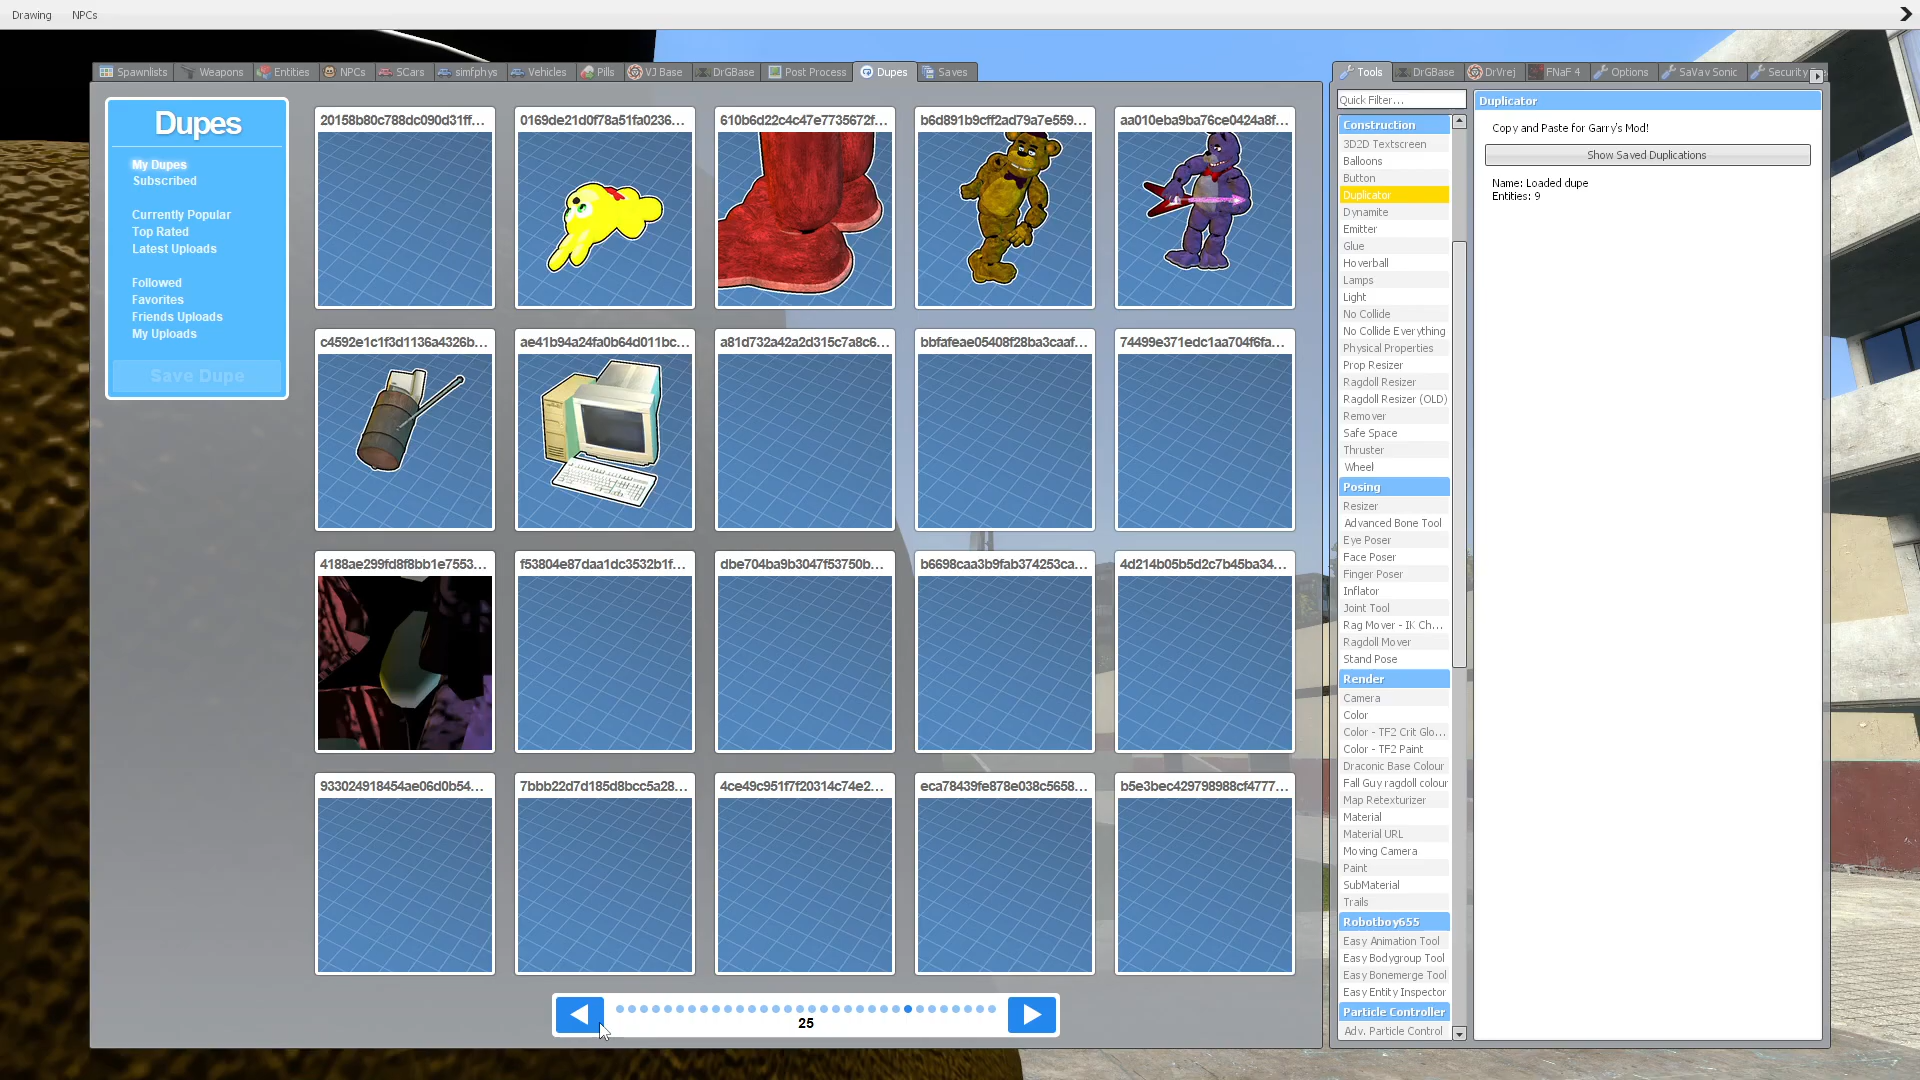 Drawing NPCs
Spawnlists Weapons Entities NPCs SCars simfphys Vehicles Pills VJ Base DrGBase Post Process Dupes Saves
Tools DrGBase DrVrej FNaF 4 Options SaVav Sonic Security
Dupes
My Dupes
Subscribed
Currently Popular
Top Rated
Latest Uploads
Followed
Favorites
Friends Uploads
My Uploads
Save Dupe
20158b80c788dc090d31ff... 0169de21d0f78a51fa0236... 610b6d22c4c47e7735672f... b6d891b9cff2ad79a7e559... aa010eba9ba76ce0424a8f...
c4592e1c1f3d1136a4326b... ae41b94a24fa0b64d011bc... a81d732a42a2d315c7a8c6... bbfafeae05408f28ba3caaf... 74499e371edc1aa704f6fa...
4188ae299fd8f8bb1e7553... f53804e87daa1dc3532b1f... dbe704ba9b3047f53750b... b6698caa3b9fab374253ca... 4d214b05b5d2c7b45ba34...
933024918454ae06d0b54... 7bbb22d7d185d8bcc5a28... 4ce49c951f7f20314c74e2... eca78439fe878e038c5658... b5e3bec429798988cf4777...
25
Quick Filter...
Construction
3D2D Textscreen
Balloons
Button
Duplicator
Dynamite
Emitter
Glue
Hoverball
Lamps
Light
No Collide
No Collide Everything
Physical Properties
Prop Resizer
Ragdoll Resizer
Ragdoll Resizer (OLD)
Remover
Safe Space
Thruster
Wheel
Posing
Resizer
Advanced Bone Tool
Eye Poser
Face Poser
Finger Poser
Inflator
Joint Tool
Rag Mover - IK Ch...
Ragdoll Mover
Stand Pose
Render
Camera
Color
Color - TF2 Crit Glo...
Color - TF2 Paint
Draconic Base Colour
Fall Guy ragdoll colour
Map Retexturizer
Material
Material URL
Moving Camera
Paint
SubMaterial
Trails
Robotboy655
Easy Animation Tool
Easy Bodygroup Tool
Easy Bonemerge Tool
Easy Entity Inspector
Particle Controller
Adv. Particle Control
Duplicator
Copy and Paste for Garry's Mod!
Show Saved Duplications
Name: Loaded dupe
Entities: 9